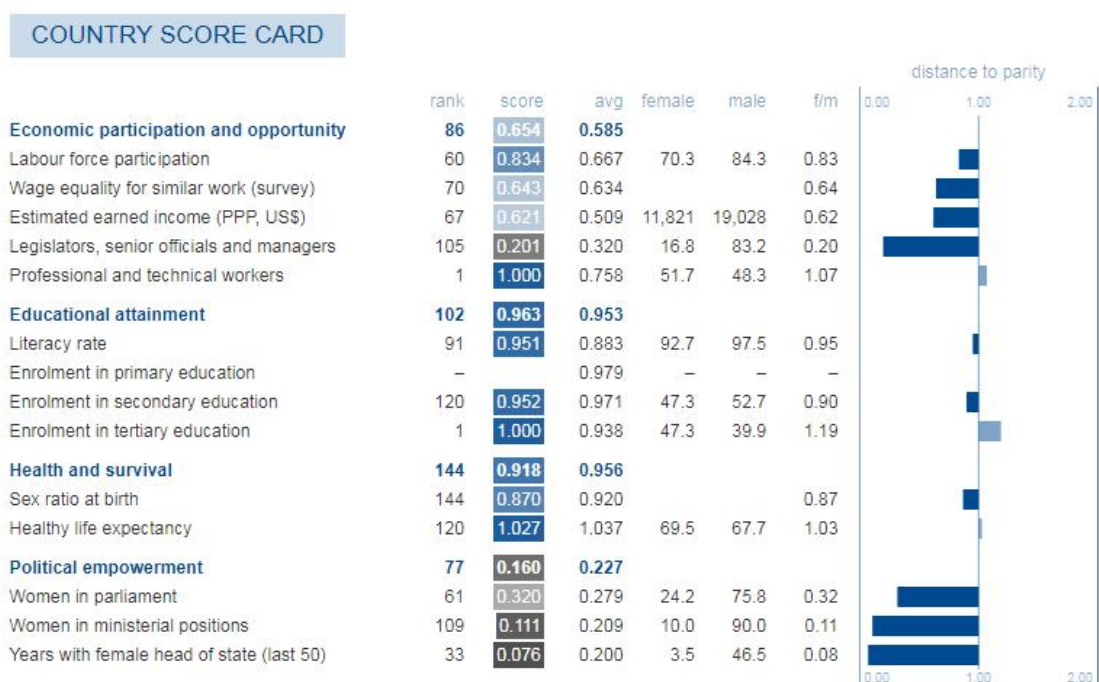 COUNTRY SCORE CARD
distance to parity
rank score avg female male f/m 0.00 1.00 2.00
Economic participation and opportunity 86 0.654 0.585
Labour force participation 60 0.834 0.667 70.3 84.3 0.83
Wage equality for similar work (survey) 70 0.643 0.634 0.64
Estimated earned income (PPP, US$) 67 0.621 0.509 11,821 19,028 0.62
Legislators, senior officials and managers 105 0.201 0.320 16.8 83.2 0.20
Professional and technical workers 1 1.000 0.758 51.7 48.3 1.07
Educational attainment 102 0.963 0.953
Literacy rate 91 0.951 0.883 92.7 97.5 0.95
Enrolment in primary education – 0.979 – – –
Enrolment in secondary education 120 0.952 0.971 47.3 52.7 0.90
Enrolment in tertiary education 1 1.000 0.938 47.3 39.9 1.19
Health and survival 144 0.918 0.956
Sex ratio at birth 144 0.870 0.920 0.87
Healthy life expectancy 120 1.027 1.037 69.5 67.7 1.03
Political empowerment 77 0.160 0.227
Women in parliament 61 0.320 0.279 24.2 75.8 0.32
Women in ministerial positions 109 0.111 0.209 10.0 90.0 0.11
Years with female head of state (last 50) 33 0.076 0.200 3.5 46.5 0.08
0.00 1.00 2.00